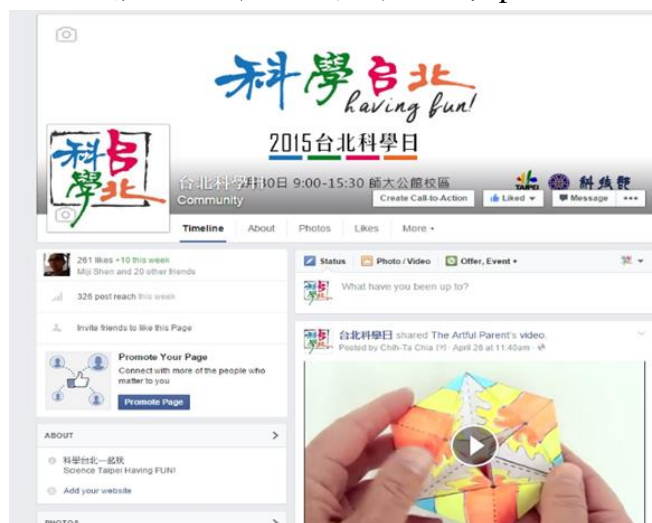 科學台北
having fun!
2015台北科學日
科學台北
台北科學日
月30日 9:00-15:30 師大公館校區
TAIPEI
科技部
Community
Create Call-to-Action
Liked
Message
Timeline
About
Photos
Likes
More
261 likes +10 this week
Miji Shen and 20 other friends
326 post reach this week
Invite friends to like this Page
Promote Your Page
Connect with more of the people who
matter to you
Promote Page
ABOUT
科學台北一起玩
Science Taipei Having FUN!
Add your website
PHOTOS
Status
Photo / Video
Offer, Event +
What have you been up to?
台北科學日 shared The Artful Parent's video.
Posted by Chih-Ta Chia [?] · April 26 at 11:40am